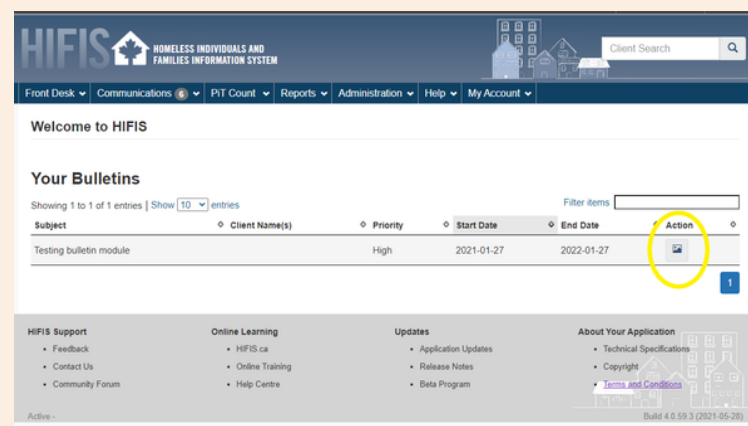 HIFIS HOMELESS INDIVIDUALS AND
FAMILIES INFORMATION SYSTEM
Client Search
Front Desk Communications 6 PiT Count Reports Administration Help My Account
Welcome to HIFIS
Your Bulletins
Showing 1 to 1 of 1 entries | Show 10 entries Filter items
Subject Client Name(s) Priority Start Date End Date Action
Testing bulletin module High 2021-01-27 2022-01-27
1
HIFIS Support Online Learning Updates About Your Application
• Feedback • HIFIS.ca • Application Updates • Technical Specifications
• Contact Us • Online Training • Release Notes • Copyright
• Community Forum • Help Centre • Beta Program • Terms and Conditions
Active - Build 4.0.59.3 (2021-05-28)